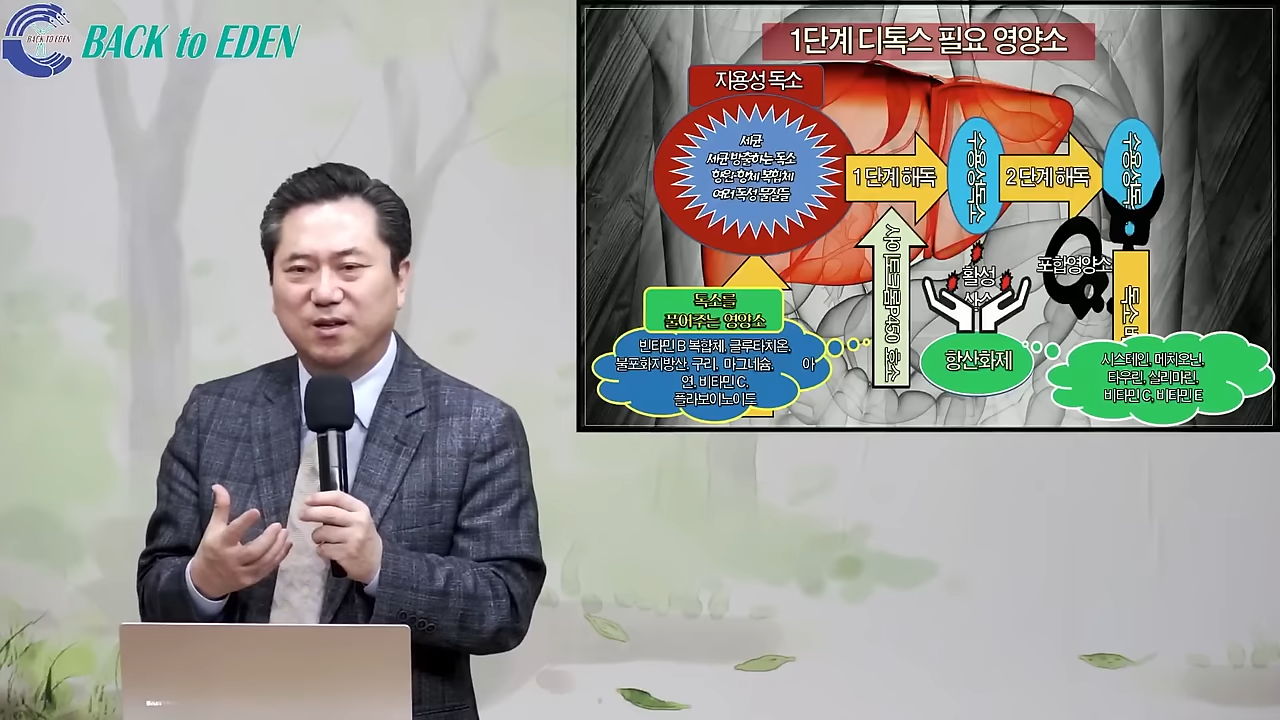 BACK TO EDEN
BACK to EDEN
1단계 디톡스 필요 영양소
지용성 독소
세균
세균 방출하는 독소
항원-항체 복합체
여러 독성 물질들
1단계 해독
수용성독소
2단계 해독
수용성독
사이토크롬P450 효소
활성
산소
포합영양소
독소를
풀어주는 영양소
빈타민 B 복합체, 글루타치온,
불포화지방산, 구리, 마그네슘, 아
연, 비타민 C,
플라보이노이드
항산화제
시스테인, 메치오닌,
타우린, 실리마린,
비타민 C, 비타민 E